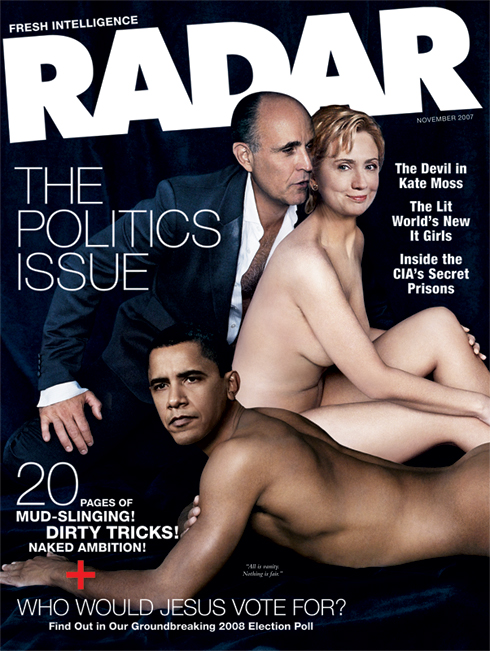 FRESH INTELLIGENCE
RADAR
NOVEMBER 2007
THE
POLITICS
ISSUE
The Devil in
Kate Moss
The Lit
World's New
It Girls
Inside the
CIA's Secret
Prisons
20 PAGES OF
MUD-SLINGING!
DIRTY TRICKS!
NAKED AMBITION!
+
WHO WOULD JESUS VOTE FOR?
Find Out in Our Groundbreaking 2008 Election Poll
"All is vanity.
Nothing is fair."